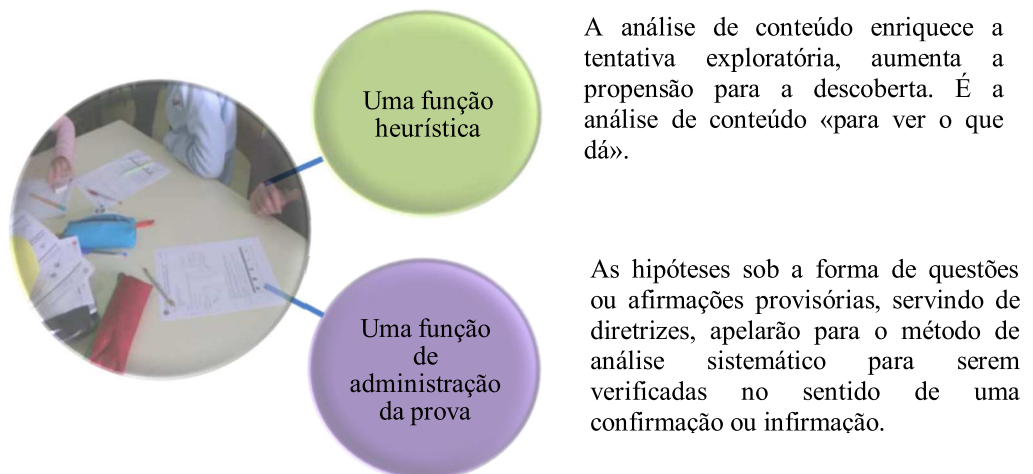 Uma função
heurística
A análise de conteúdo enriquece a
tentativa exploratória, aumenta a
propensão para a descoberta. É a
análise de conteúdo «para ver o que
dá».
Uma função
de
administração
da prova
As hipóteses sob a forma de questões
ou afirmações provisórias, servindo de
diretrizes, apelarão para o método de
análise sistemático para serem
verificadas no sentido de uma
confirmação ou infirmação.